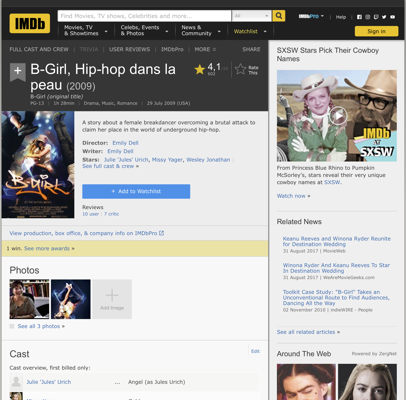 IMDb
Find Movies, TV shows, Celebrities and more...
All
Movies, TV
& Showtimes
Celebs, Events
& Photos
News &
Community
Watchlist
IMDbPro
Help
Sign in
FULL CAST AND CREW | TRIVIA | USER REVIEWS | IMDbPro | MORE
SHARE
B-Girl, Hip-hop dans la
peau (2009)
B-Girl (original title)
PG-13 | 1h 28min | Drama, Music, Romance | 29 July 2009 (USA)
4,1
Rate
This
A story about a female breakdancer overcoming a brutal attack to
claim her place in the world of underground hip-hop.
Director: Emily Dell
Writer: Emily Dell
Stars: Julie 'Jules' Urich, Missy Yager, Wesley Jonathan |
See full cast & crew »
+ Add to Watchlist
Reviews
10 user | 7 critic
View production, box office, & company info on IMDbPro
1 win. See more awards »
Photos
Add Image
See all 3 photos »
Cast
Edit
Cast overview, first billed only:
Julie 'Jules' Urich ... Angel (as Jules Urich)
SXSW Stars Pick Their Cowboy
Names
IMDb
AT
SXSW
From Princess Blue Rhino to Pumpkin
McSorley's, stars reveal their very
unique cowboy names at SXSW.
Watch now »
Related News
Keanu Reeves and Winona Ryder Reunite
for Destination Wedding
31 August 2017 | MovieWeb
Winona Ryder And Keanu Reeves To Star
In Destination Wedding
31 August 2017 | WeAreMovieGeeks.com
Toolkit Case Study: "B-Girl" Takes an
Unconventional Route to Find Audiences,
Dancing All the Way
02 November 2010 | indieWIRE - People
See all related articles »
Around The Web
Powered by ZergNet